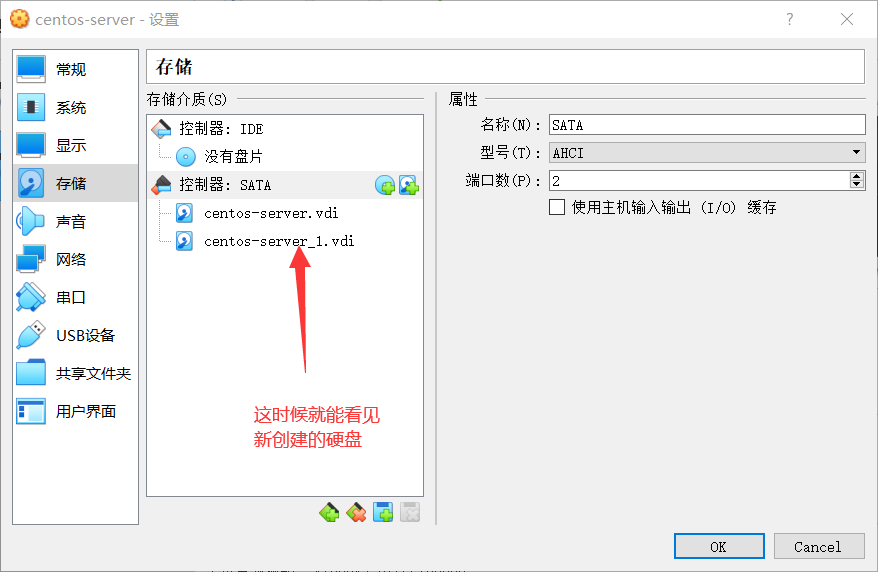 centos-server - 设置
?
常规
系统
显示
存储
声音
网络
串口
USB设备
共享文件夹
用户界面
存储
存储介质(S)
控制器: IDE
没有盘片
控制器: SATA
centos-server.vdi
centos-server_1.vdi
这时候就能看见
新创建的硬盘
属性
名称(N): SATA
型号(T): AHCI
端口数(P): 2
使用主机输入输出 (I/O) 缓存
OK
Cancel